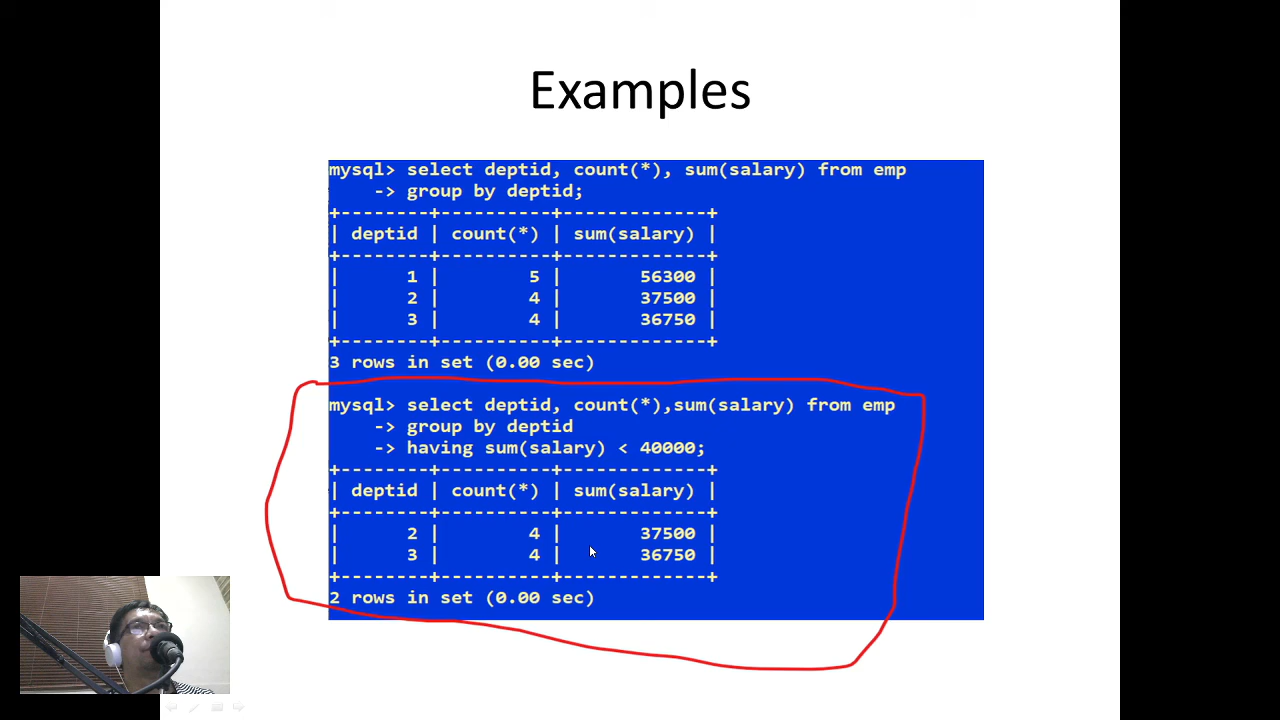 Examples
mysql> select deptid, count(*), sum(salary) from emp
    -> group by deptid;
+--------+----------+-------------+
| deptid | count(*) | sum(salary) |
+--------+----------+-------------+
|      1 |        5 |       56300 |
|      2 |        4 |       37500 |
|      3 |        4 |       36750 |
+--------+----------+-------------+
3 rows in set (0.00 sec)
mysql> select deptid, count(*),sum(salary) from emp
    -> group by deptid
    -> having sum(salary) < 40000;
+--------+----------+-------------+
| deptid | count(*) | sum(salary) |
+--------+----------+-------------+
|      2 |        4 |       37500 |
|      3 |        4 |       36750 |
+--------+----------+-------------+
2 rows in set (0.00 sec)